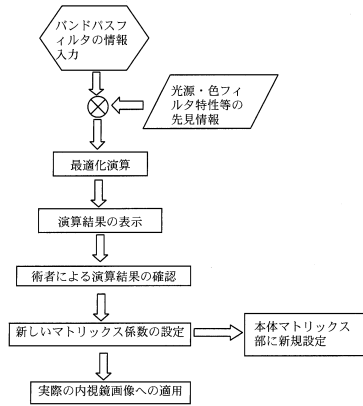 バンドパスフ
ィルタの情報
入力
光源・色フィ
ルタ特性等の
先見情報
最適化演算
演算結果の表示
術者による演算結果の確認
新しいマトリックス係数の設定
本体マトリックス
部に新規設定
実際の内視鏡画像への適用